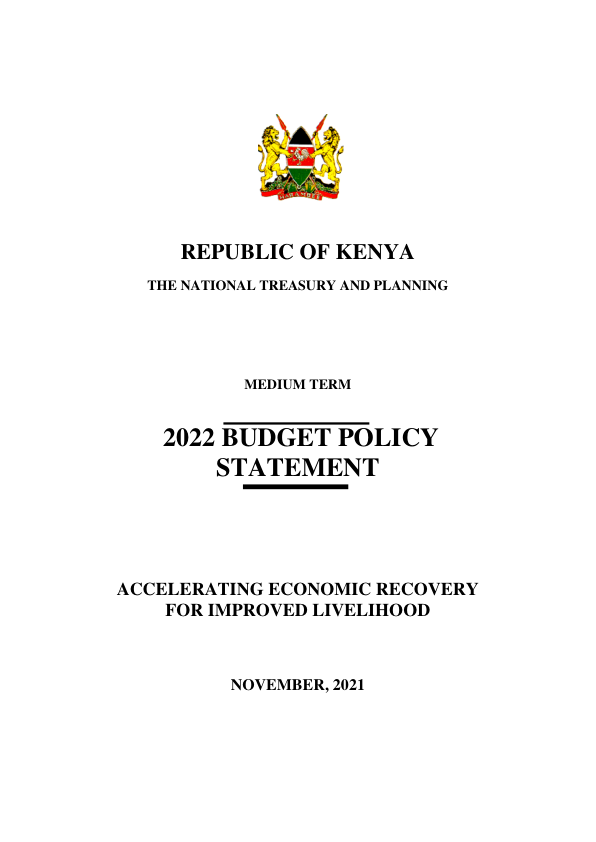 HARAMBEE
REPUBLIC OF KENYA
THE NATIONAL TREASURY AND PLANNING
MEDIUM TERM
2022 BUDGET POLICY
STATEMENT
ACCELERATING ECONOMIC RECOVERY
FOR IMPROVED LIVELIHOOD
NOVEMBER, 2021